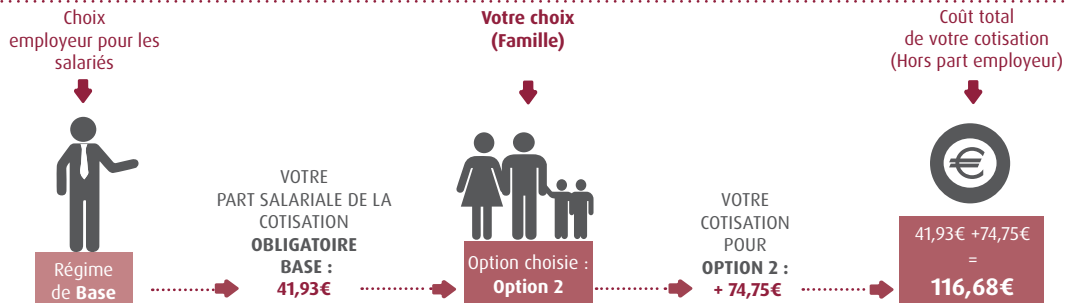 Choix
employeur pour les
salariés
Régime
de Base
VOTRE
PART SALARIALE DE LA
COTISATION
OBLIGATOIRE
BASE :
41,93€
Votre choix
(Famille)
Option choisie :
Option 2
VOTRE
COTISATION
POUR
OPTION 2 :
+ 74,75€
Coût total
de votre cotisation
(Hors part employeur)
€
41,93€ +74,75€
=
116,68€